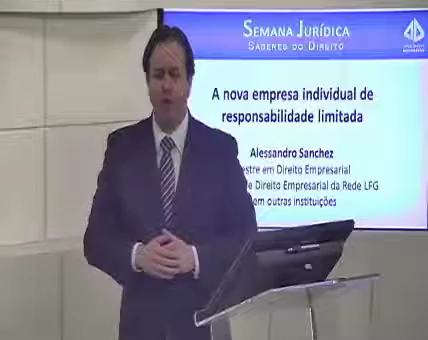 SEMANA JURÍDICA
SABERES DO DIREITO
A nova empresa individual de
responsabilidade limitada
Alessandro Sanchez
estre em Direito Empresarial
de Direito Empresarial da Rede LFG
em outras instituições